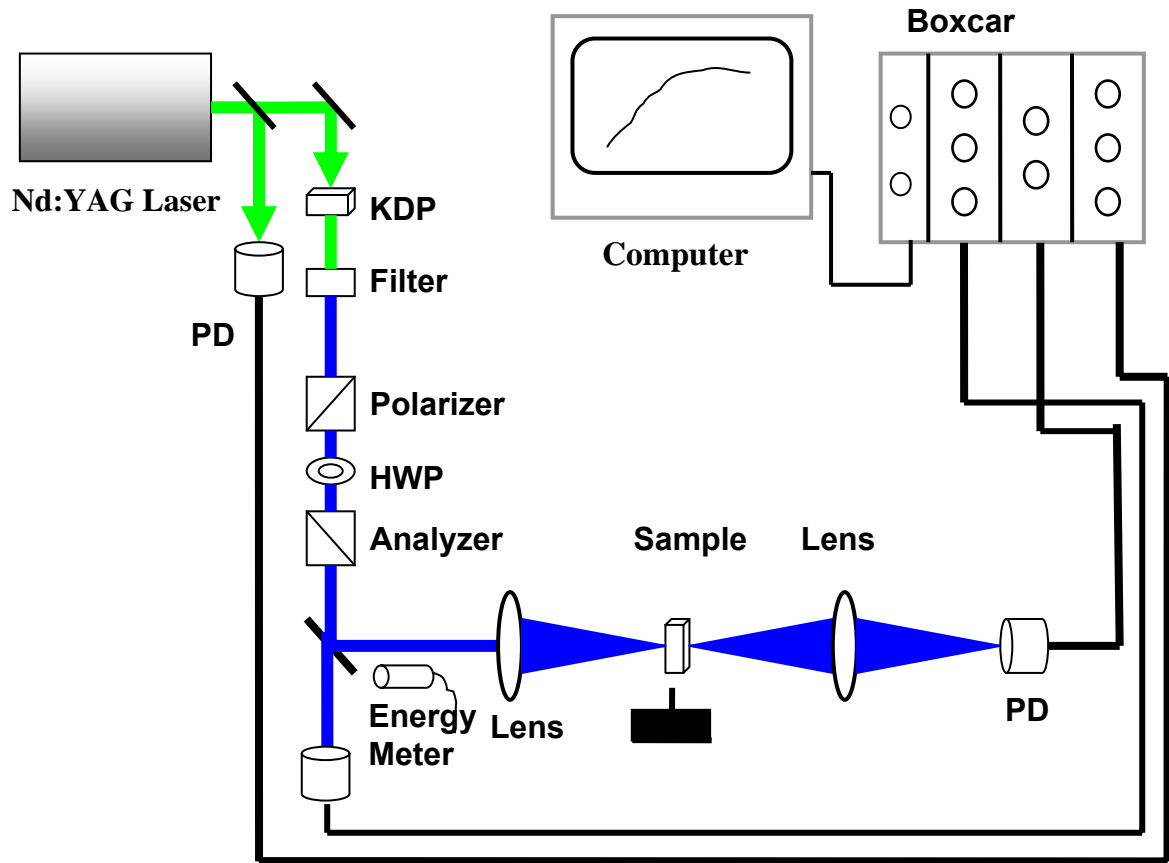 Boxcar
Nd:YAG Laser
KDP
Computer
Filter
PD
Polarizer
HWP
Analyzer
Sample
Lens
Energy
Meter
Lens
PD